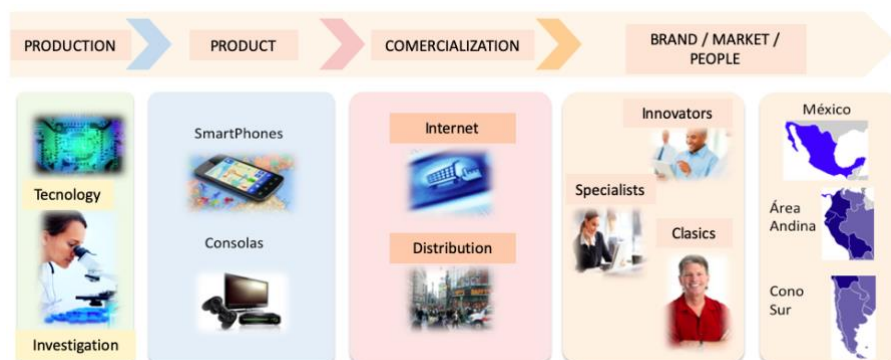 PRODUCTION
PRODUCT
COMERCIALIZATION
BRAND / MARKET /
PEOPLE
Tecnology
Investigation
SmartPhones
Consolas
Internet
Distribution
Innovators
Specialists
Clasics
México
Área
Andina
Cono
Sur